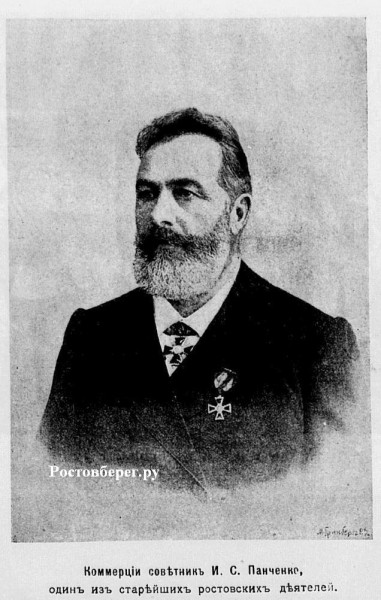 Ростовберег.ру
Коммерціи совѣтникъ И. С. Панченко,
одинъ изъ старѣйшихъ ростовскихъ дѣятелей.